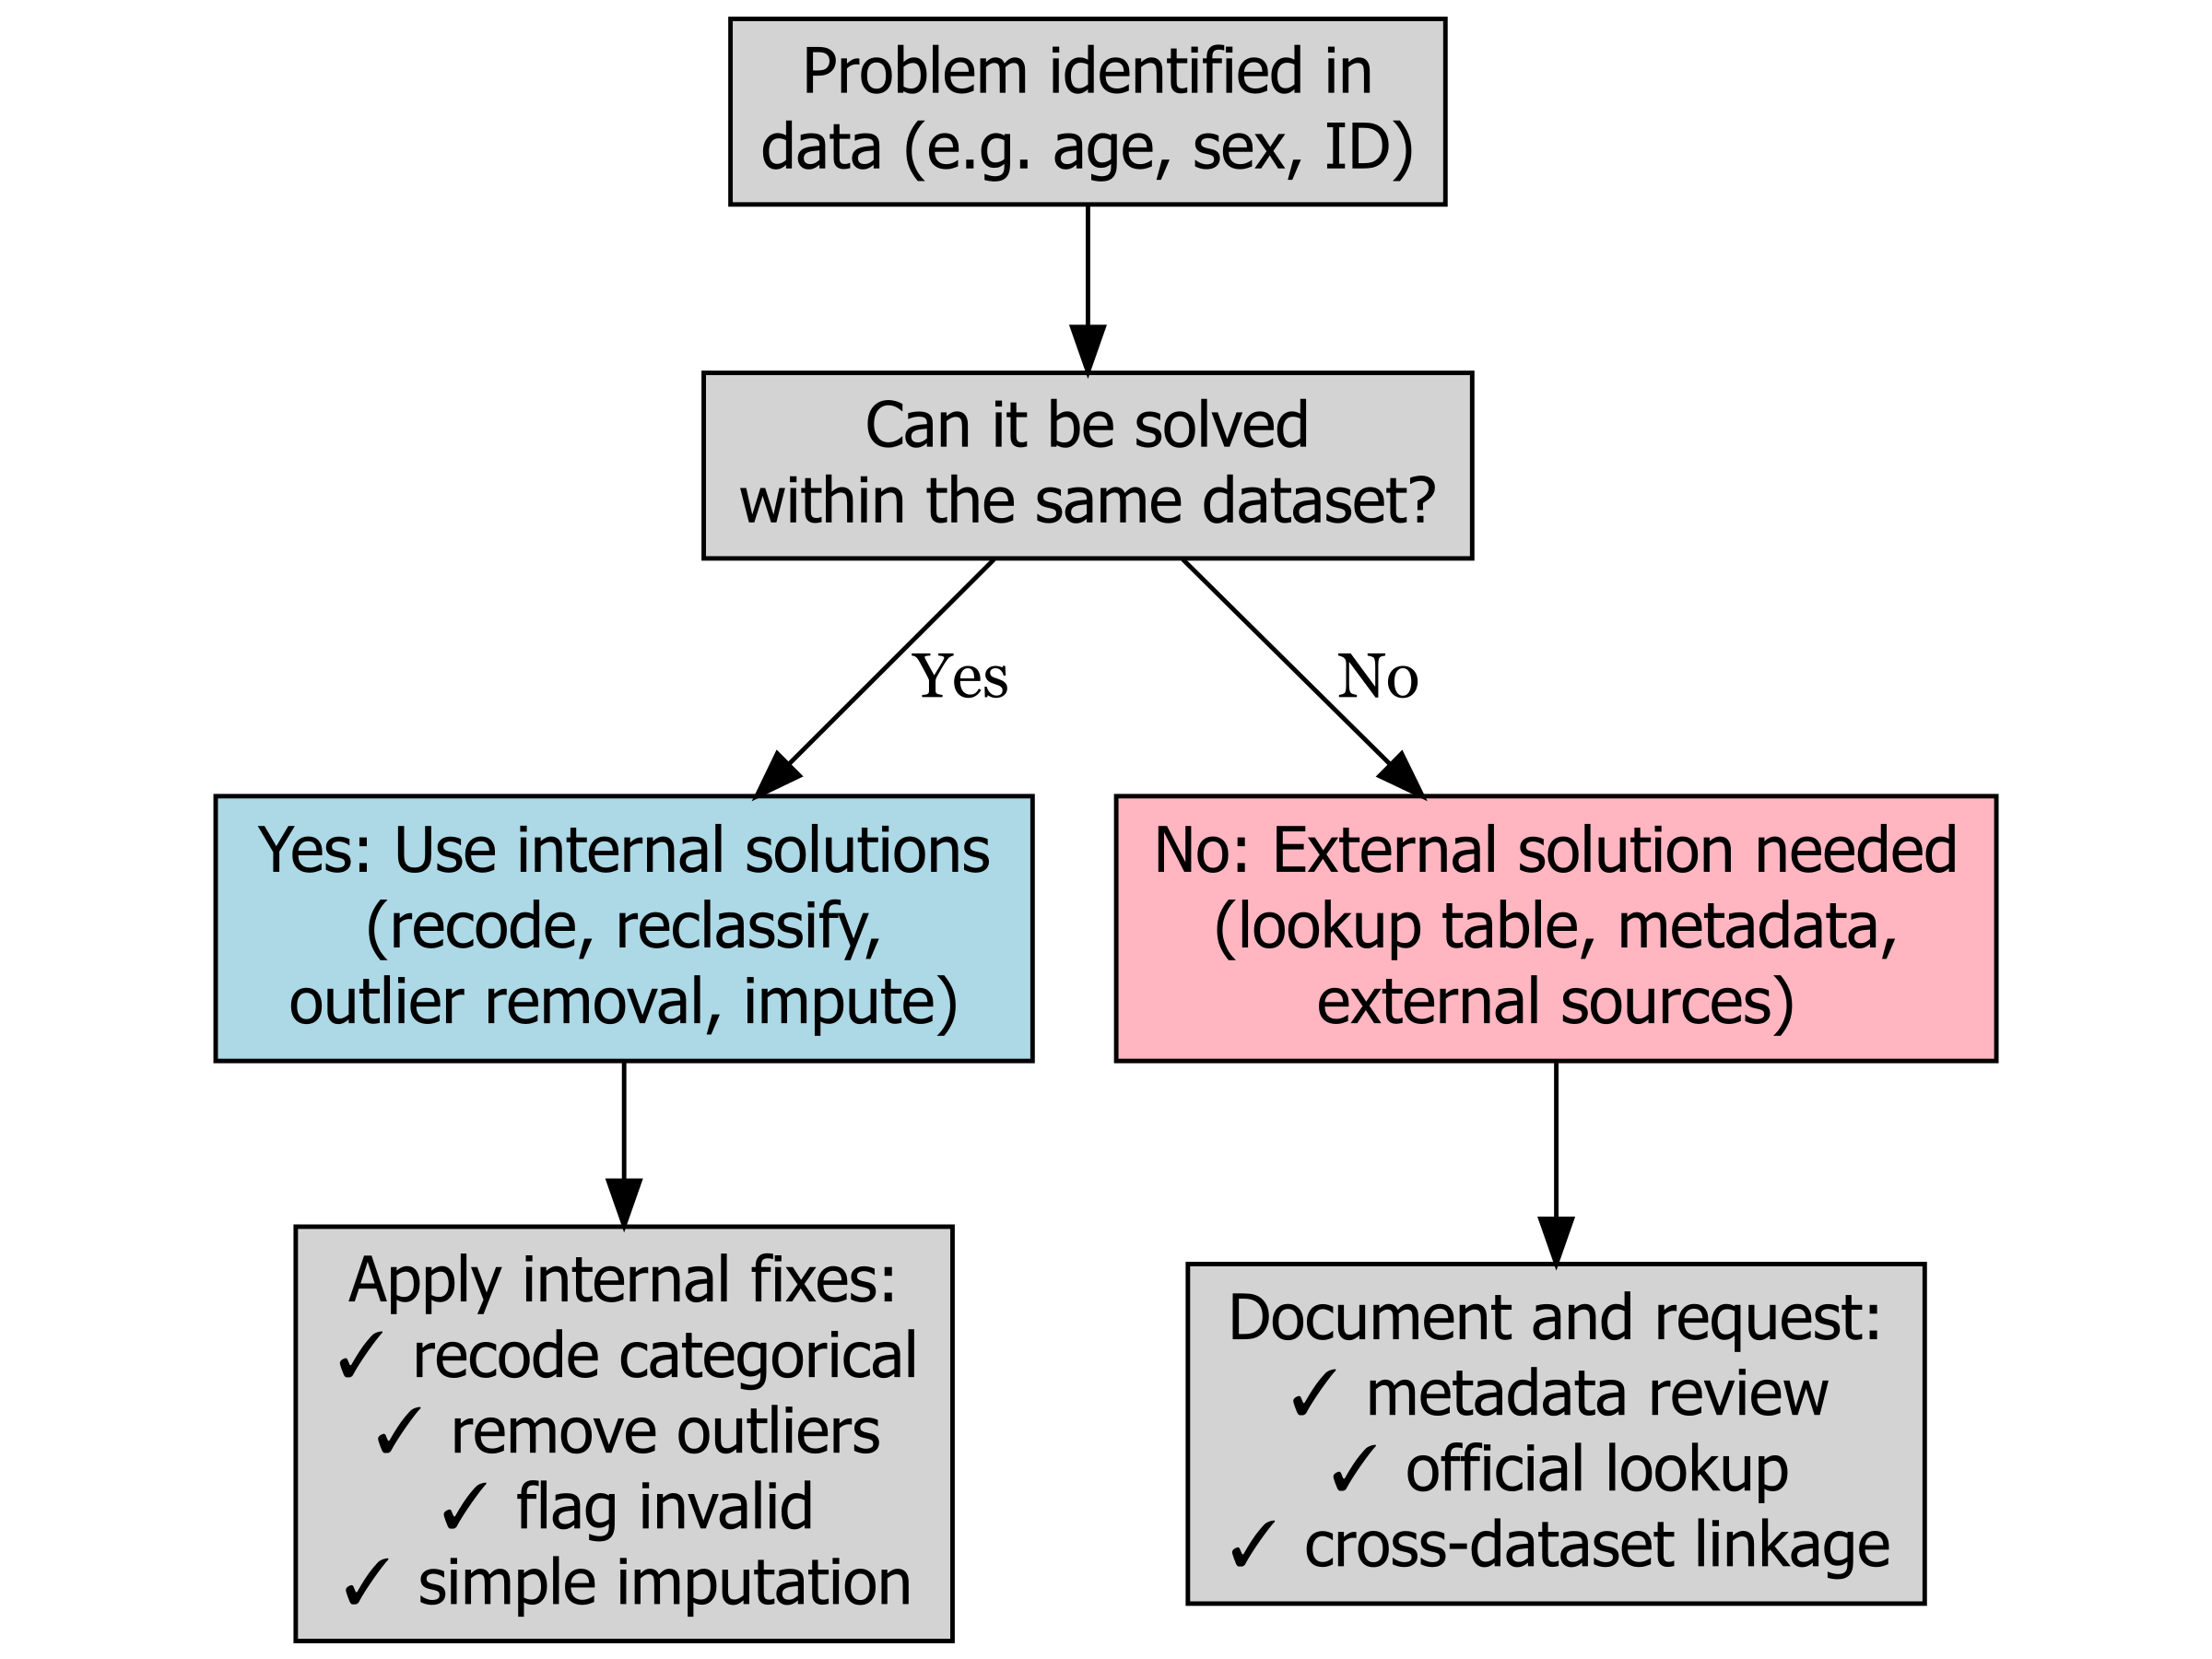 Problem identified in
data (e.g. age, sex, ID)
Can it be solved
within the same dataset?
Yes
No
Yes: Use internal solutions
(recode, reclassify,
outlier removal, impute)
No: External solution needed
(lookup table, metadata,
external sources)
Apply internal fixes:
✓ recode categorical
✓ remove outliers
✓ flag invalid
✓ simple imputation
Document and request:
✓ metadata review
✓ official lookup
✓ cross-dataset linkage